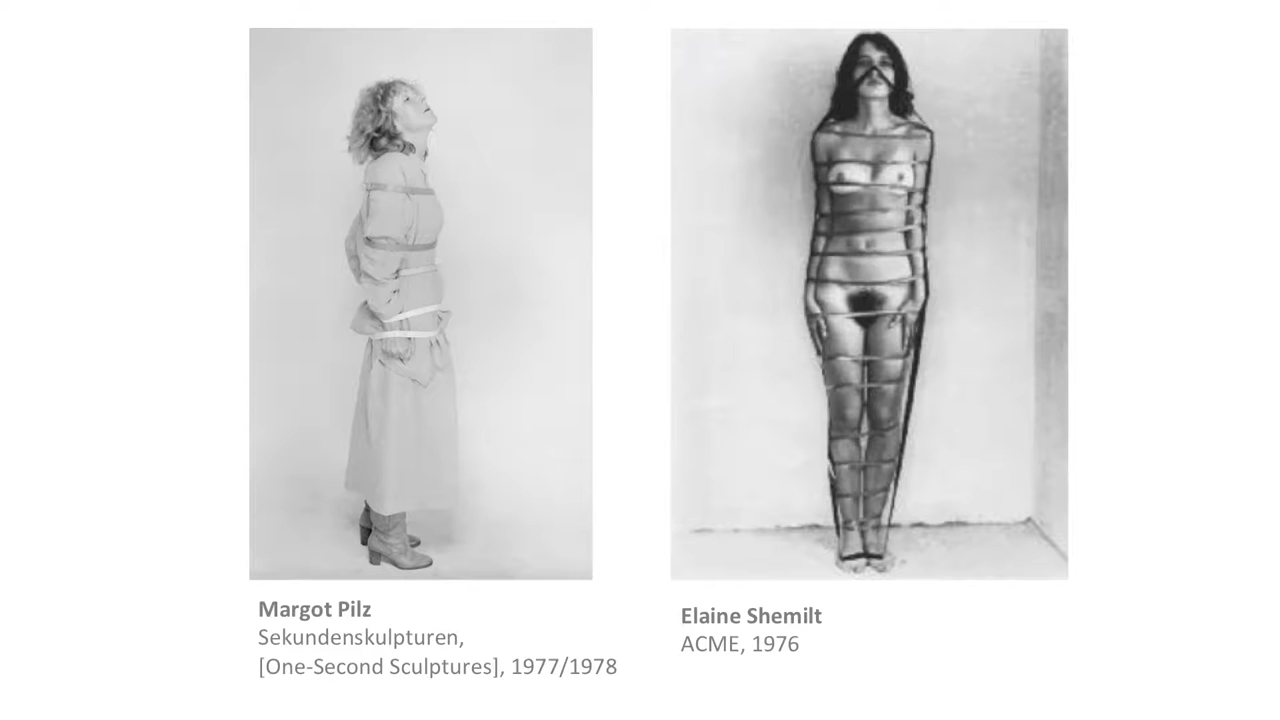 Margot Pilz
Sekundenskulpturen,
[One-Second Sculptures], 1977/1978
Elaine Shemilt
ACME, 1976